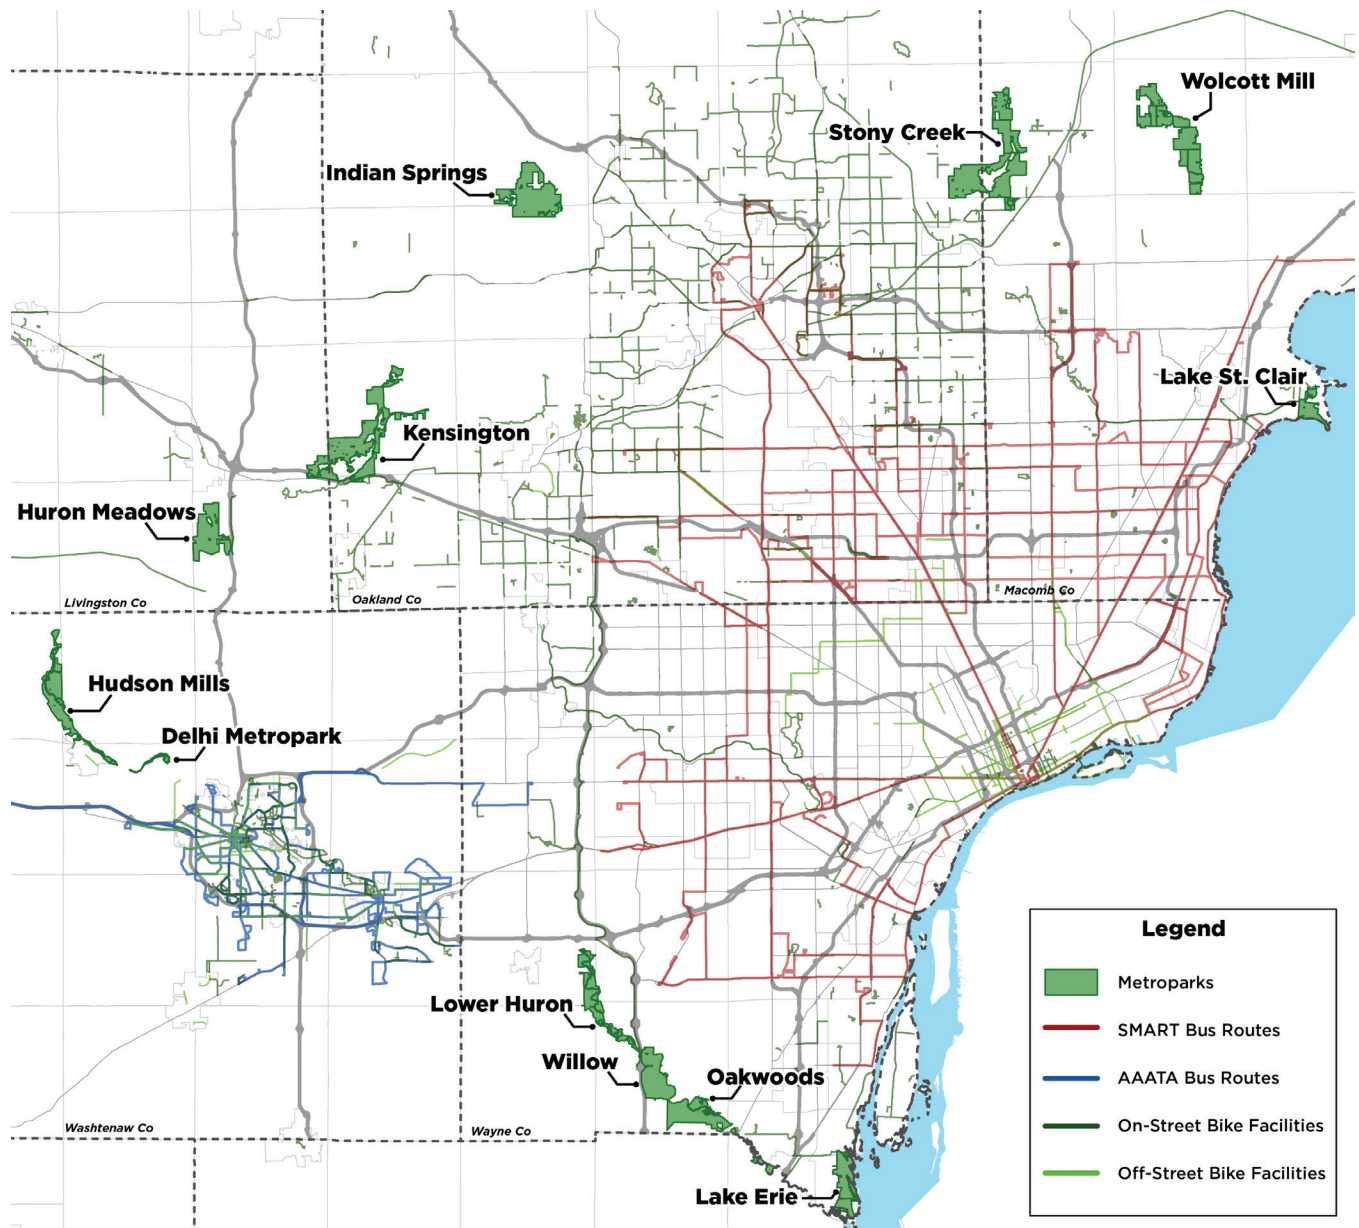 Wolcott Mill
Stony Creek
Indian Springs
Lake St. Clair
Kensington
Huron Meadows
Livingston Co
Oakland Co
Macomb Co
Hudson Mills
Delhi Metropark
Lower Huron
Willow
Oakwoods
Washtenaw Co
Wayne Co
Lake Erie
Legend
Metroparks
SMART Bus Routes
AAATA Bus Routes
On-Street Bike Facilities
Off-Street Bike Facilities